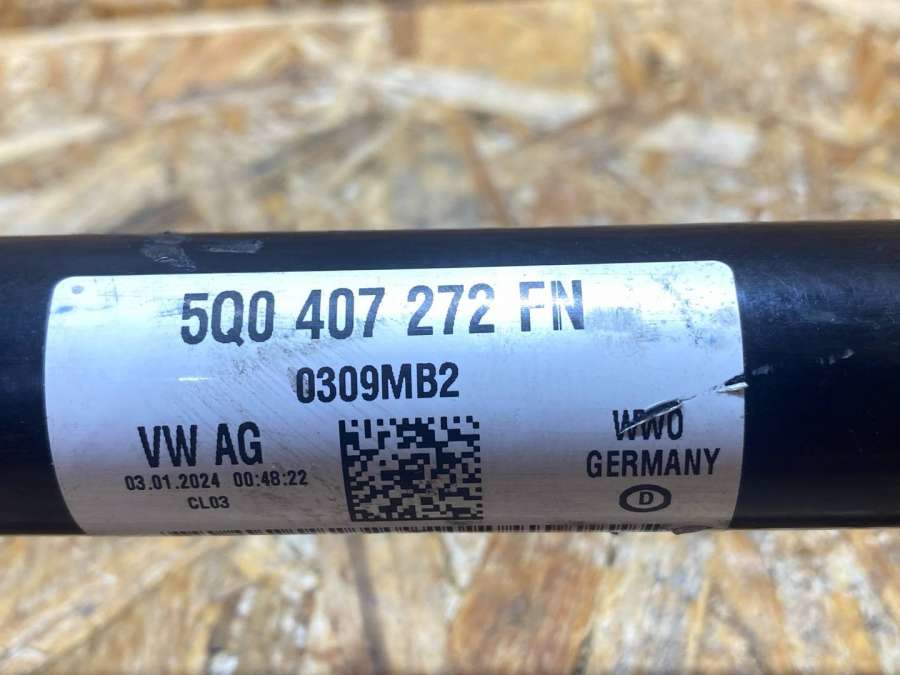 5Q0 407 272 FN
0309MB2
VW AG
03.01.2024 00:48:22
CL03
WWO
GERMANY
D